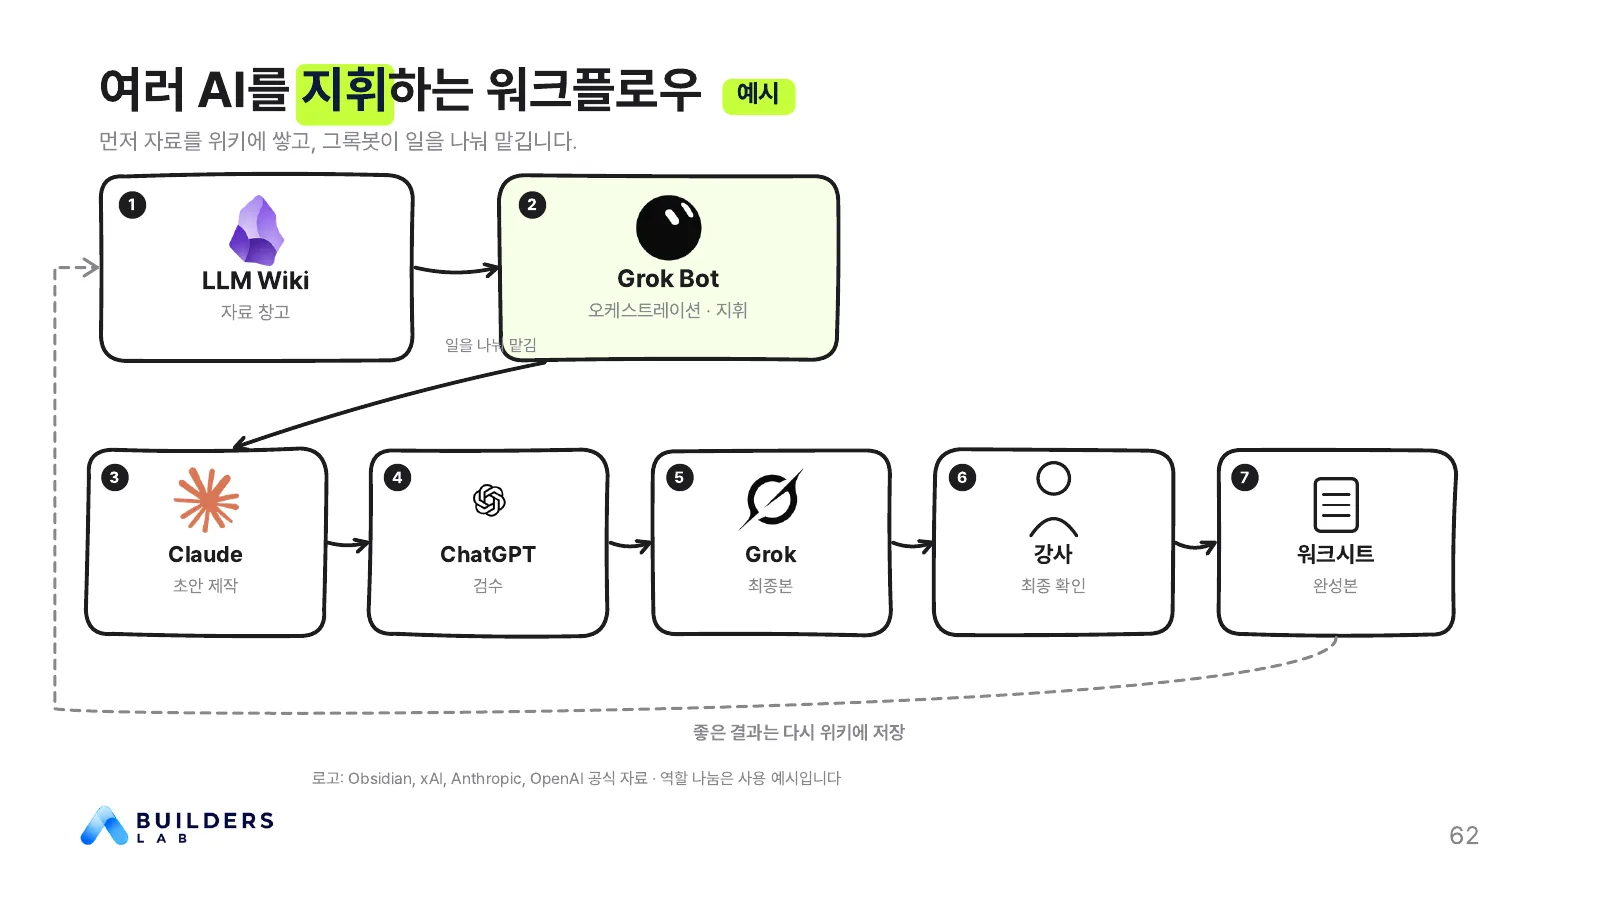 여러 AI를 지휘하는 워크플로우 예시
먼저 자료를 위키에 쌓고, 그록봇이 일을 나눠 맡깁니다.
1
LLM Wiki
자료 창고
2
Grok Bot
오케스트레이션 · 지휘
일을 나눠 맡김
3
Claude
초안 제작
4
ChatGPT
검수
5
Grok
최종본
6
강사
최종 확인
7
워크시트
완성본
좋은 결과는 다시 위키에 저장
로고: Obsidian, xAI, Anthropic, OpenAI 공식 자료 · 역할 나눔은 사용 예시입니다
BUILDERS
LAB
62